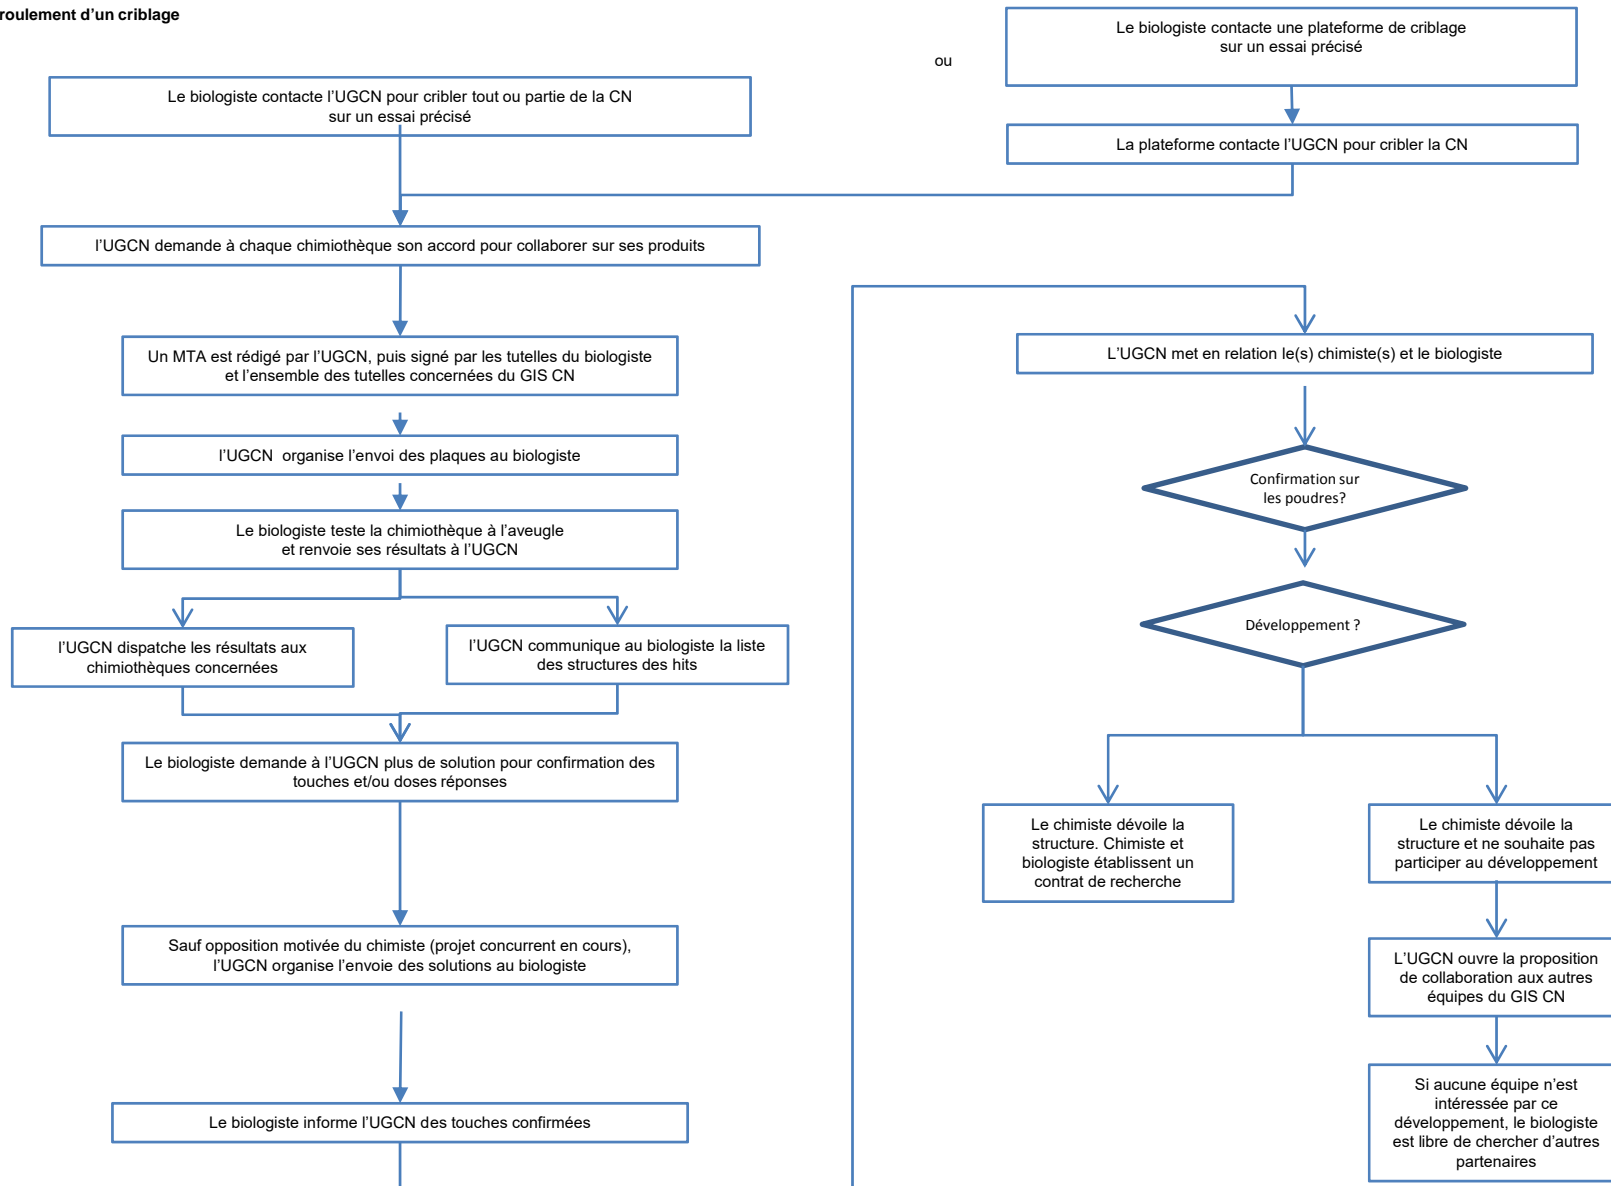 roulement d'un criblage
Le biologiste contacte une plateforme de criblage
sur un essai précisé
ou
Le biologiste contacte l'UGCN pour cribler tout ou partie de la CN
sur un essai précisé
La plateforme contacte l'UGCN pour cribler la CN
l'UGCN demande à chaque chimiothèque son accord pour collaborer sur ses produits
Un MTA est rédigé par l'UGCN, puis signé par les tutelles du biologiste
et l'ensemble des tutelles concernées du GIS CN
l'UGCN  organise l'envoi des plaques au biologiste
Le biologiste teste la chimiothèque à l'aveugle
et renvoie ses résultats à l'UGCN
l'UGCN dispatche les résultats aux
chimiothèques concernées
l'UGCN communique au biologiste la liste
des structures des hits
Le biologiste demande à l'UGCN plus de solution pour confirmation des
touches et/ou doses réponses
Sauf opposition motivée du chimiste (projet concurrent en cours),
l'UGCN organise l'envoie des solutions au biologiste
Le biologiste informe l'UGCN des touches confirmées
L'UGCN met en relation le(s) chimiste(s) et le biologiste
Confirmation sur
les poudres?
Développement ?
Le chimiste dévoile la
structure. Chimiste et
biologiste établissent un
contrat de recherche
Le chimiste dévoile la
structure et ne souhaite pas
participer au développement
L'UGCN ouvre la proposition
de collaboration aux autres
équipes du GIS CN
Si aucune équipe n'est
intéressée par ce
développement, le biologiste
est libre de chercher d'autres
partenaires